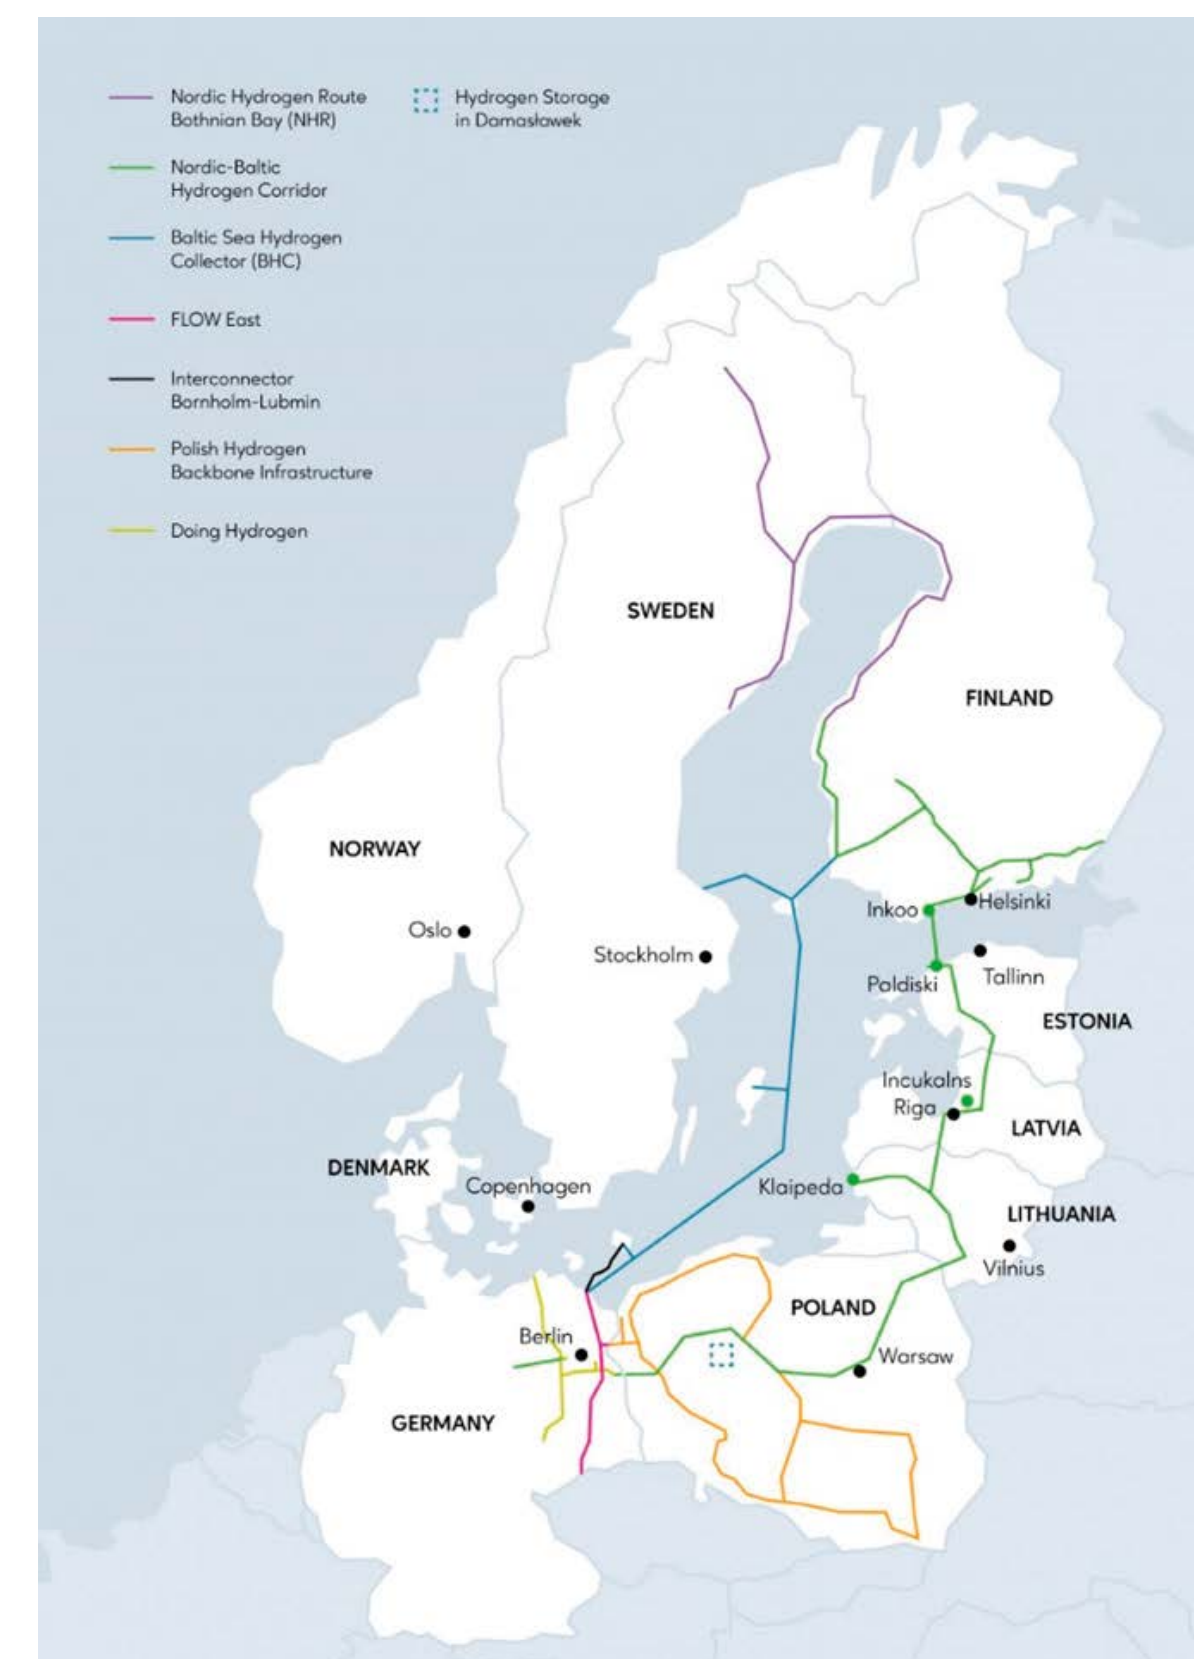 Nordic Hydrogen Route
Bothnian Bay (NHR)
Hydrogen Storage
in Damasławek
Nordic-Baltic
Hydrogen Corridor
Baltic Sea Hydrogen
Collector (BHC)
FLOW East
Interconnector
Bornholm-Lubmin
Polish Hydrogen
Backbone Infrastructure
Doing Hydrogen
SWEDEN
FINLAND
NORWAY
Oslo
Inkoo
Helsinki
Stockholm
Paldiski
Tallinn
ESTONIA
Incukalns
Riga
LATVIA
DENMARK
Copenhagen
Klaipeda
LITHUANIA
Vilnius
POLAND
Berlin
Warsaw
GERMANY